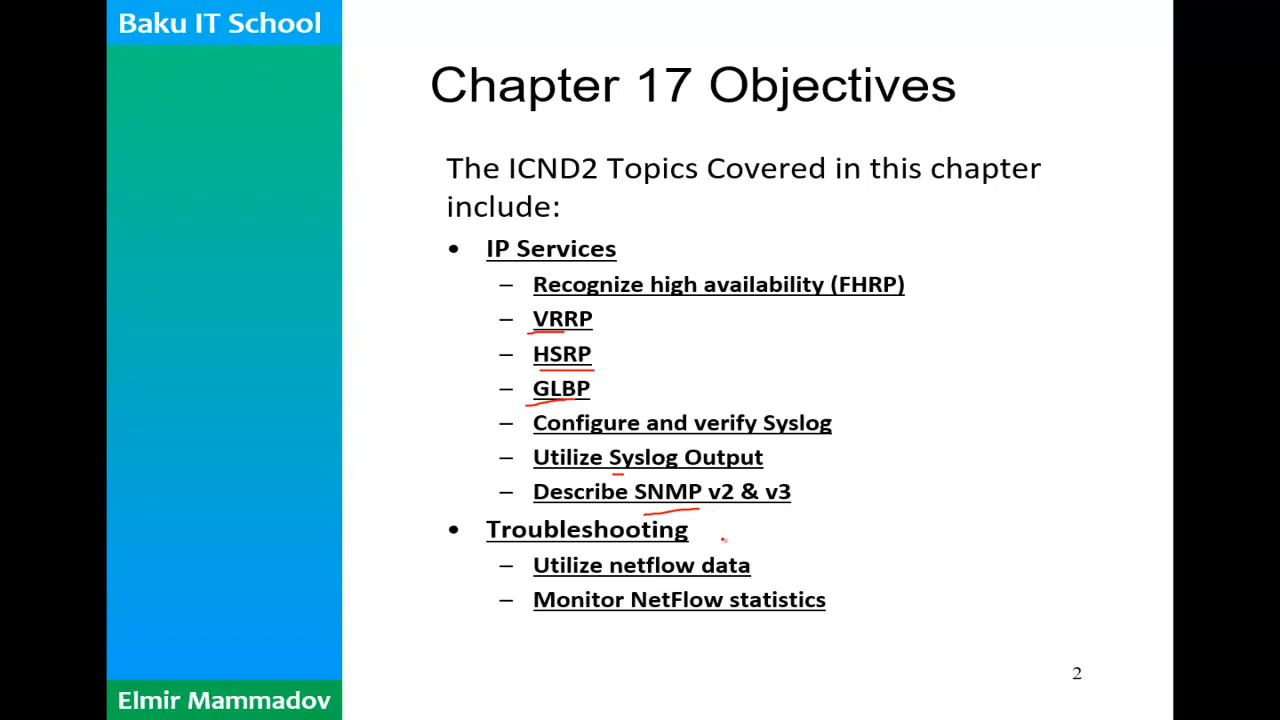 Baku IT School
Chapter 17 Objectives
The ICND2 Topics Covered in this chapter
include:
• IP Services
– Recognize high availability (FHRP)
– VRRP
– HSRP
– GLBP
– Configure and verify Syslog
– Utilize Syslog Output
– Describe SNMP v2 & v3
• Troubleshooting
– Utilize netflow data
– Monitor NetFlow statistics
2
Elmir Mammadov